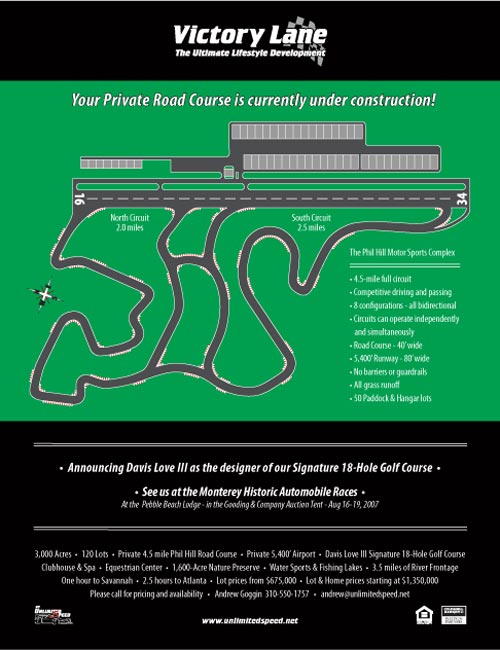 Victory Lane
The Ultimate Lifestyle Development
Your Private Road Course is currently under construction!
16
34
North Circuit
2.0 miles
South Circuit
2.5 miles
The Phil Hill Motor Sports Complex
• 4.5-mile full circuit
• Competitive driving and passing
• 8 configurations - all bidirectional
• Circuits can operate independently
and simultaneously
• Road Course - 40' wide
• 5,400' Runway - 80' wide
• No barriers or guardrails
• All grass runoff
• 50 Paddock & Hangar lots
• Announcing Davis Love III as the designer of our Signature 18-Hole Golf Course •
• See us at the Monterey Historic Automobile Races •
At the Pebble Beach Lodge - in the Gooding & Company Auction Tent - Aug 16-19, 2007
3,000 Acres • 120 Lots • Private 4.5 mile Phil Hill Road Course • Private 5,400' Airport • Davis Love III Signature 18-Hole Golf Course
Clubhouse & Spa • Equestrian Center • 1,600-Acre Nature Preserve • Water Sports & Fishing Lakes • 3.5 miles of River Frontage
One hour to Savannah • 2.5 hours to Atlanta • Lot prices from $675,000 • Lot & Home prices starting at $1,350,000
Please call for pricing and availability • Andrew Goggin 310-550-1757 • andrew@unlimitedspeed.net
www.unlimitedspeed.net